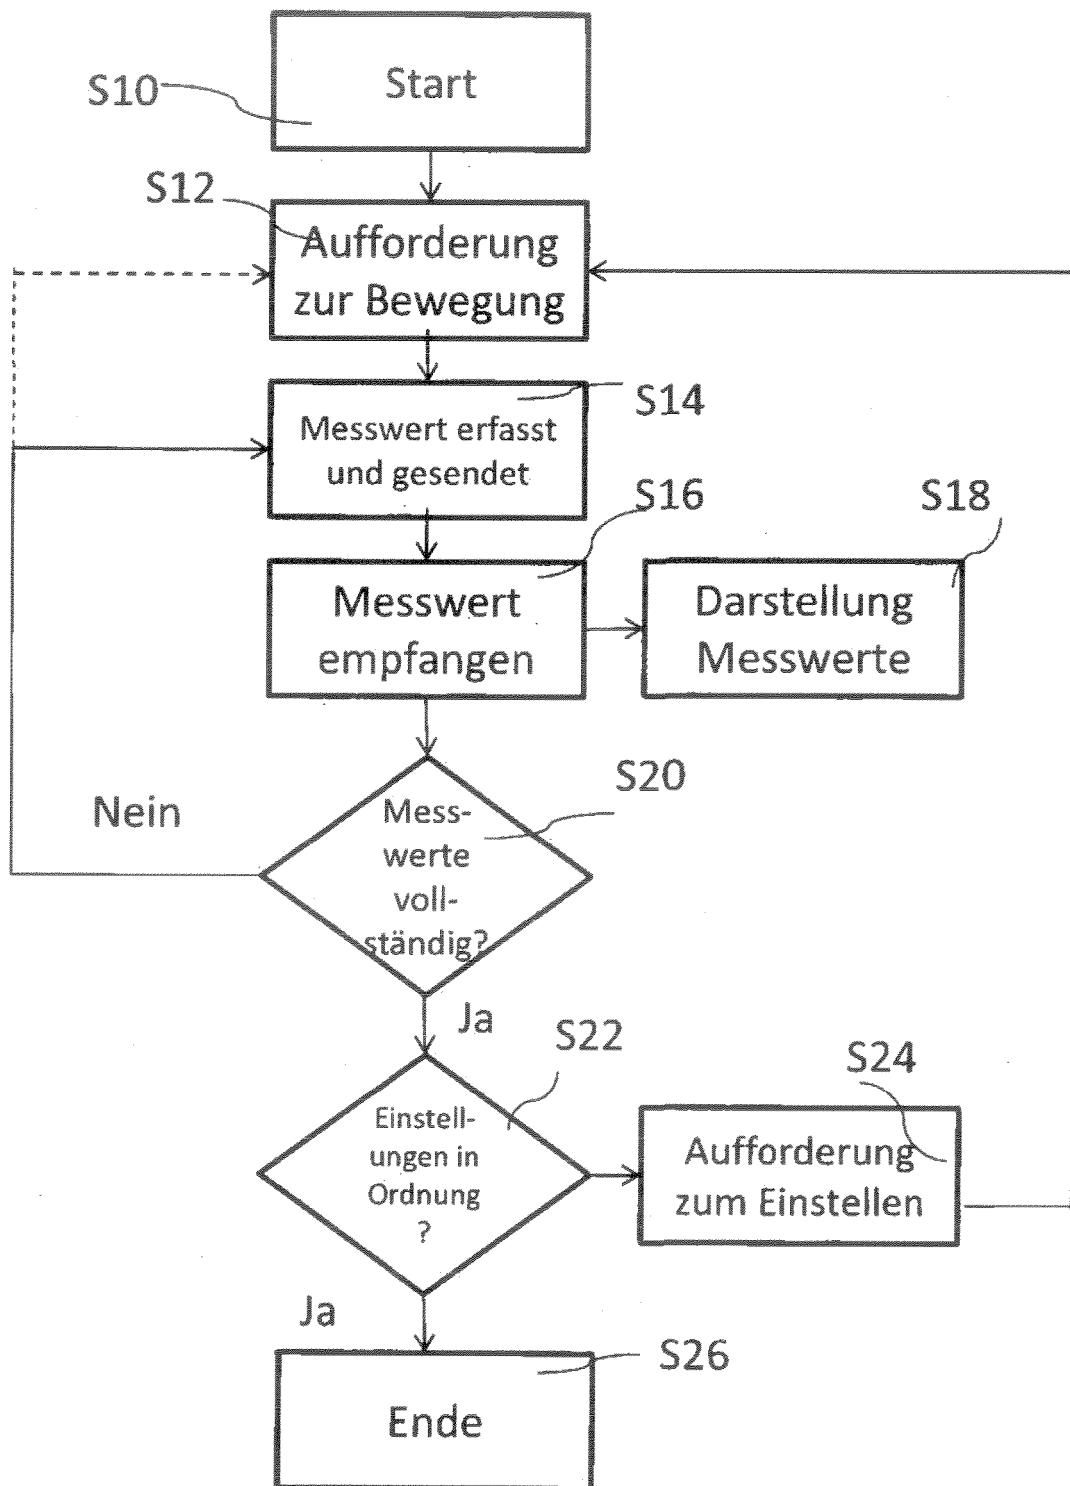 Start
S10
S12
Aufforderung
zur Bewegung
S14
Messwert erfasst
und gesendet
S16
S18
Messwert
empfangen
Darstellung
Messwerte
S20
Nein
Mess-
werte
voll-
ständig?
Ja
S22
S24
Einstell-
ungen in
Ordnung
?
Aufforderung
zum Einstellen
Ja
S26
Ende